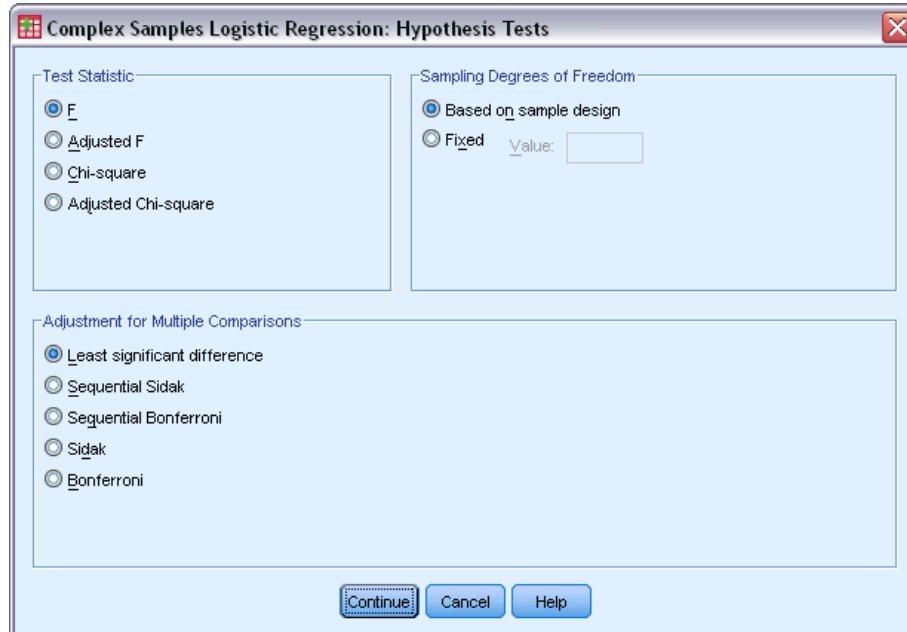 Complex Samples Logistic Regression: Hypothesis Tests
Test Statistic
F
Adjusted F
Chi-square
Adjusted Chi-square
Sampling Degrees of Freedom
Based on sample design
Fixed Value:
Adjustment for Multiple Comparisons
Least significant difference
Sequential Sidak
Sequential Bonferroni
Sidak
Bonferroni
Continue Cancel Help